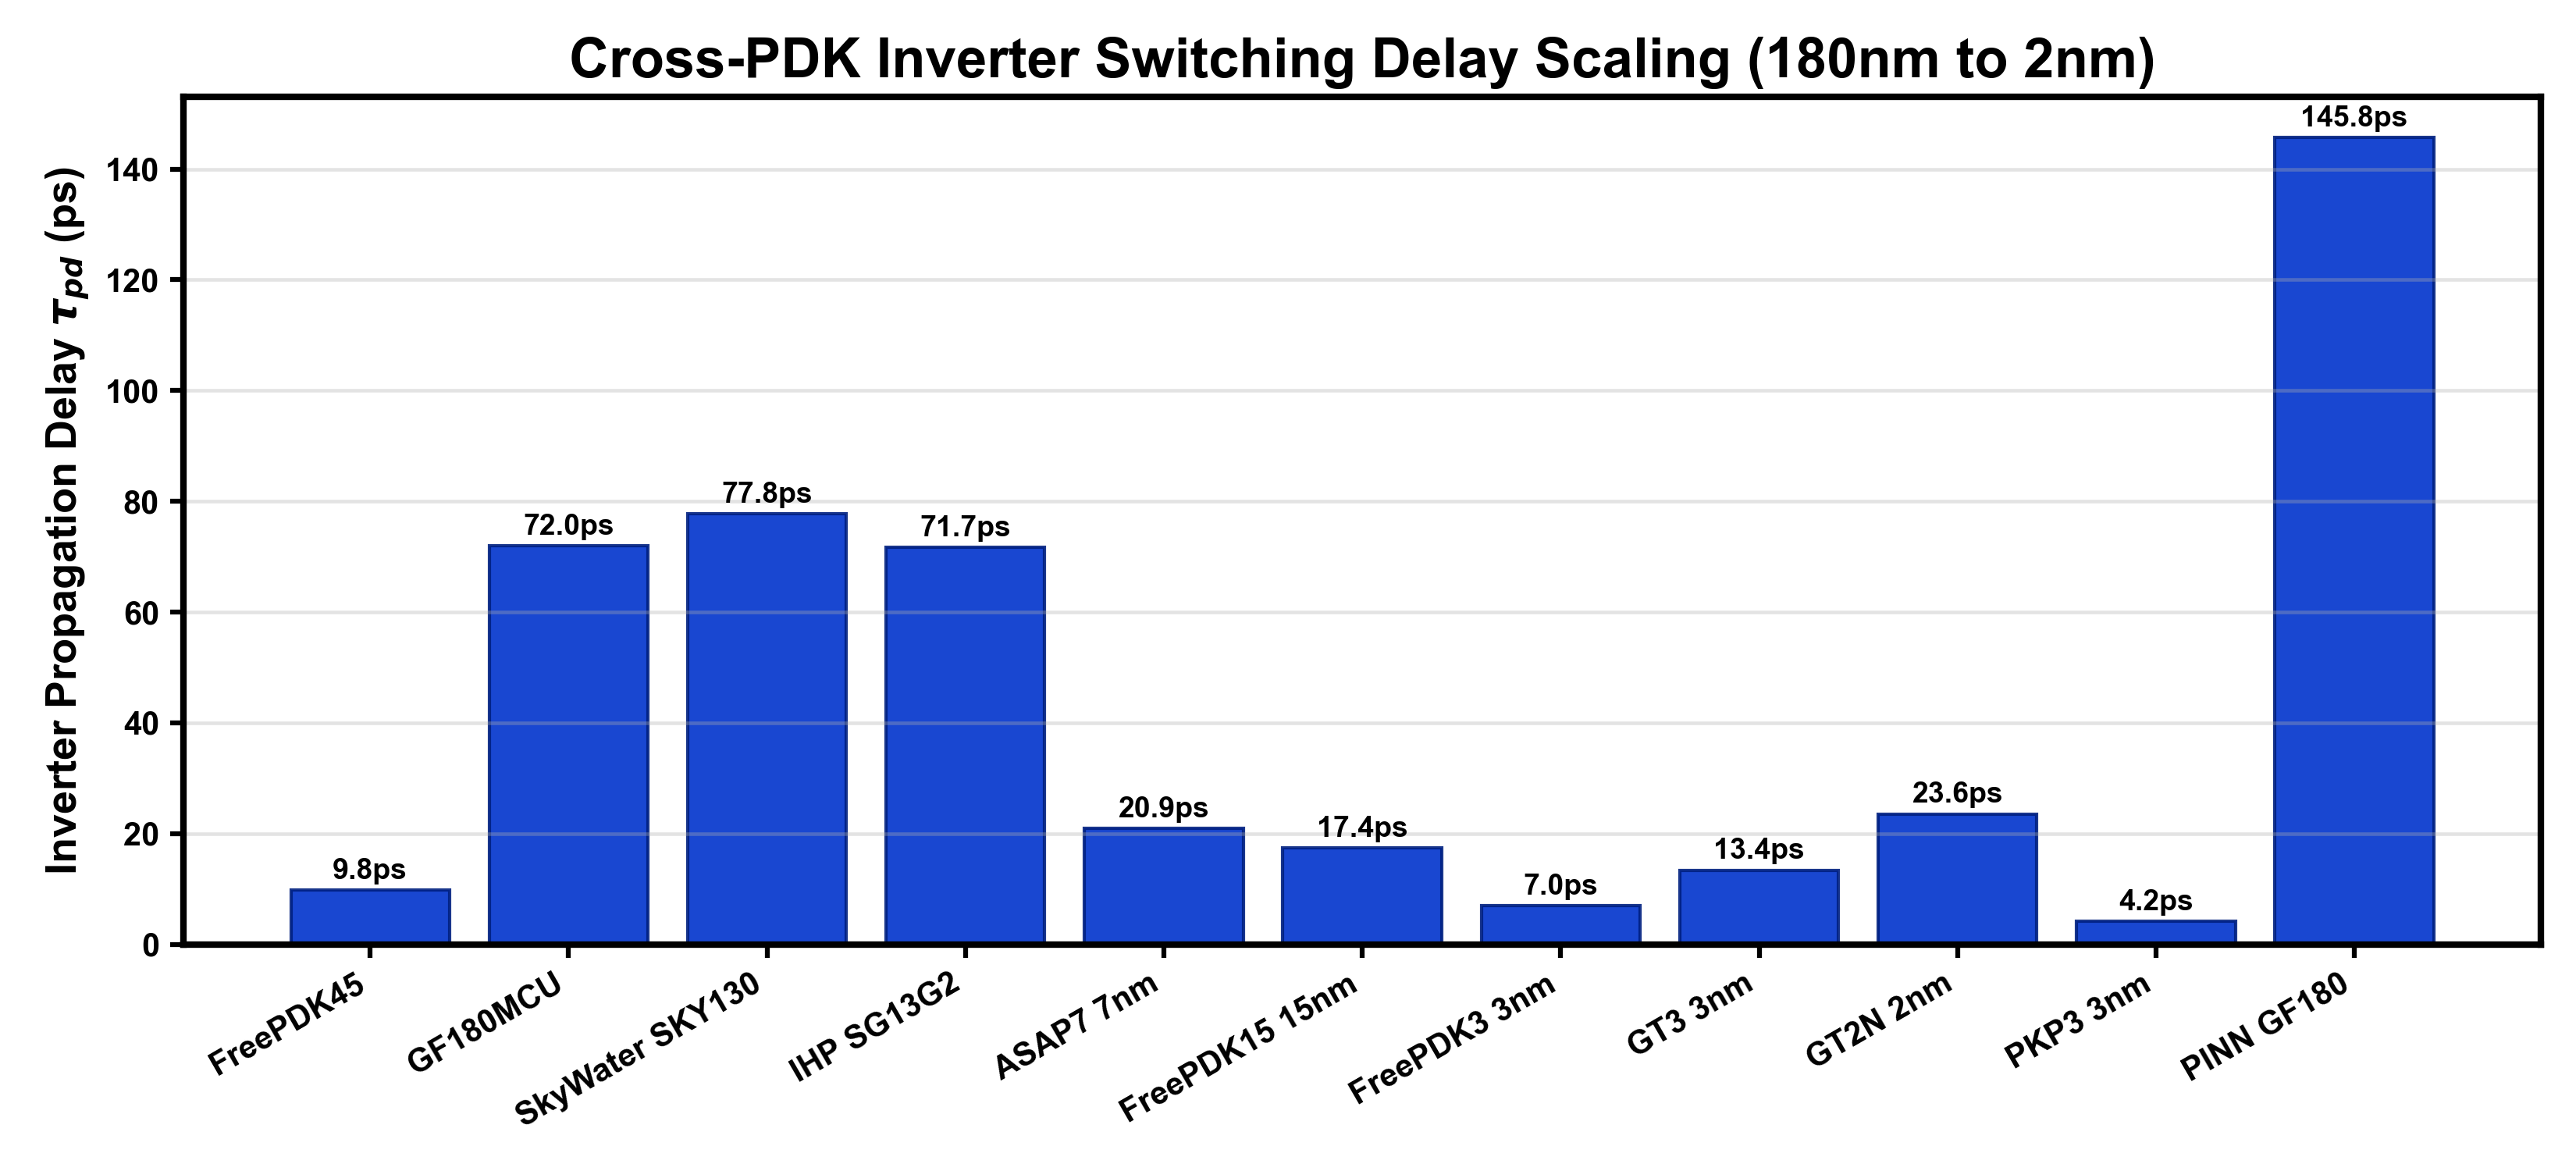 Cross-PDK Inverter Switching Delay Scaling (180nm to 2nm)
Inverter Propagation Delay τpd (ps)
140
120
100
80
60
40
20
0
9.8ps
72.0ps
77.8ps
71.7ps
20.9ps
17.4ps
7.0ps
13.4ps
23.6ps
4.2ps
145.8ps
FreePDK45
GF180MCU
SkyWater SKY130
IHP SG13G2
ASAP7 7nm
FreePDK15 15nm
FreePDK3 3nm
GT3 3nm
GT2N 2nm
PKP3 3nm
PINN GF180